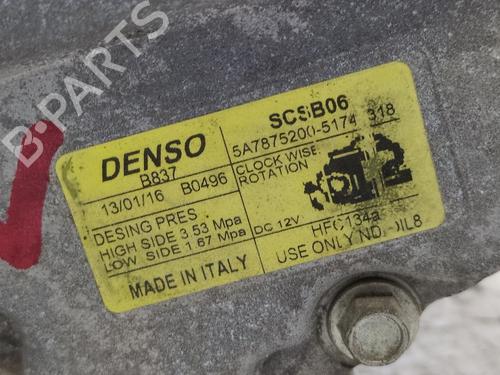 B-PARTS
DENSO
SCSB06
B837
5A7875200-5174 318
13/01/16 B0496
CLOCK WISE
ROTATION
DESING PRES
HIGH SIDE 3.53 Mpa
LOW SIDE 1.67 Mpa
DC 12V
HFC134a
USE ONLY ND- OIL8
MADE IN ITALY